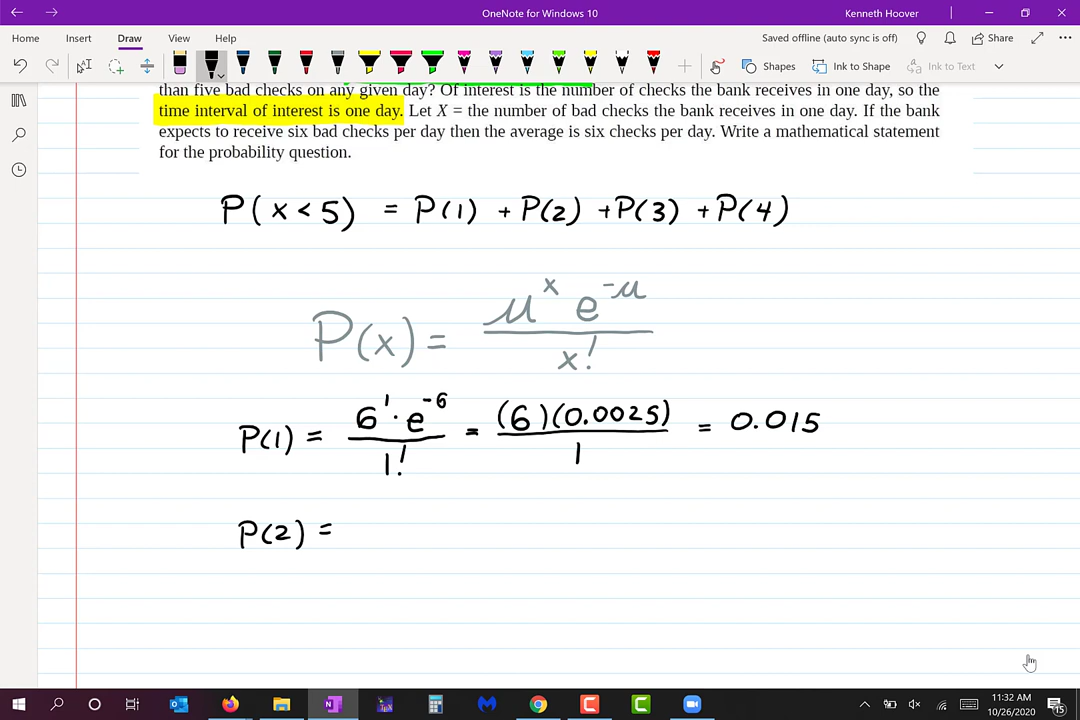 OneNote for Windows 10
Kenneth Hoover
Home Insert Draw View Help
Saved offline (auto sync is off)
Share
Shapes
Ink to Shape
Ink to Text
than five bad checks on any given day? Of interest is the number of checks the bank receives in one day, so the
time interval of interest is one day. Let X = the number of bad checks the bank receives in one day. If the bank
expects to receive six bad checks per day then the average is six checks per day. Write a mathematical statement
for the probability question.
P(x < 5) = P(1) + P(2) + P(3) + P(4)
P(x) = μ^x e^-μ / x!
P(1) = 6^1 · e^-6 / 1! = (6)(0.0025) / 1 = 0.015
P(2) =
11:32 AM
10/26/2020
15